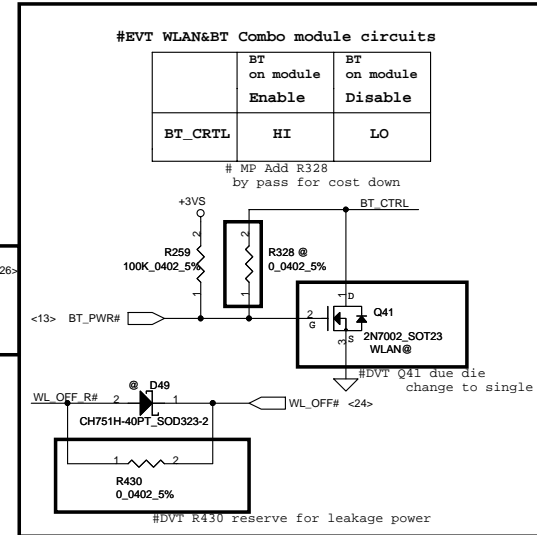 #EVT WLAN&BT Combo module circuits
BT
on module
Enable
BT
on module
Disable
BT_CRTL
HI
LO
# MP Add R328
by pass for cost down
+3VS
BT_CTRL
2
2
R259
100K_0402_5%
R328 @
0_0402_5%
26>
1
1
1
D
Q41
<13>
BT_PWR#
2
G
S
3
2N7002_SOT23
WLAN@
#DVT Q41 due die
change to single
@
D49
WL_OFF_R#
2
1
WL_OFF#
<24>
CH751H-40PT_SOD323-2
1
2
R430
0_0402_5%
#DVT R430 reserve for leakage power